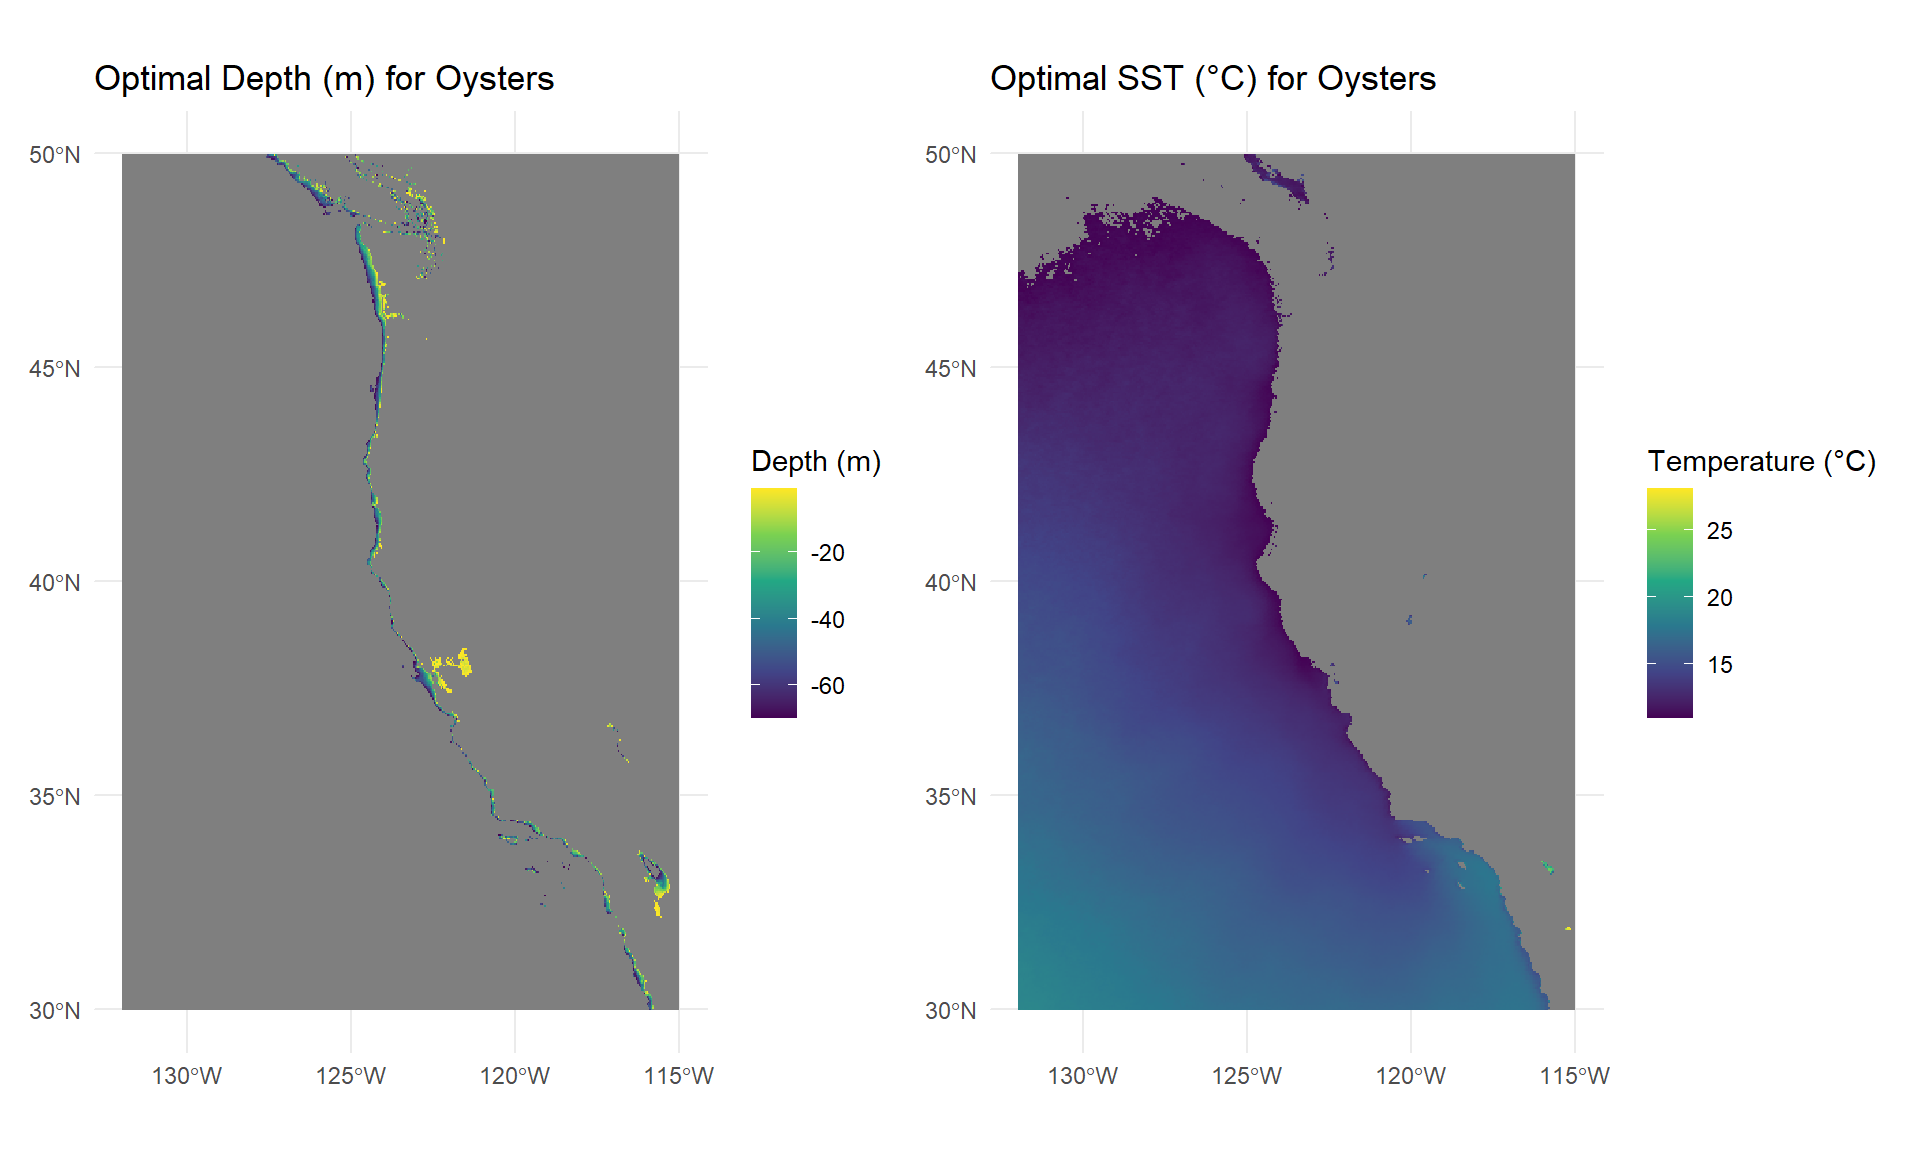 Optimal Depth (m) for Oysters
50°N
45°N
40°N
35°N
30°N
130°W
125°W
120°W
115°W
Depth (m)
-20
-40
-60
Optimal SST (°C) for Oysters
50°N
45°N
40°N
35°N
30°N
130°W
125°W
120°W
115°W
Temperature (°C)
25
20
15